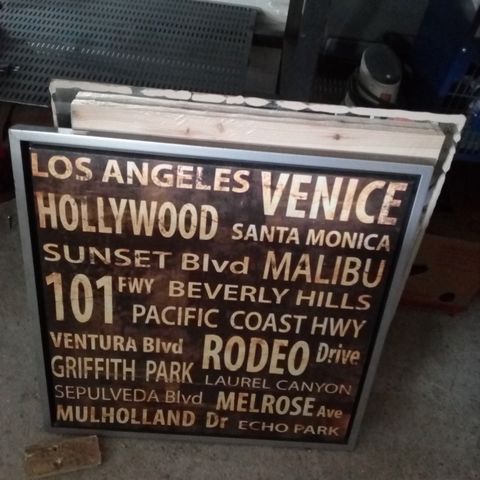 LOS ANGELES VENICE
HOLLYWOOD SANTA MONICA
SUNSET Blvd MALIBU
101 FWY BEVERLY HILLS
PACIFIC COAST HWY
VENTURA Blvd RODEO Drive
GRIFFITH PARK LAUREL CANYON
SEPULVEDA Blvd MELROSE Ave
MULHOLLAND Dr ECHO PARK